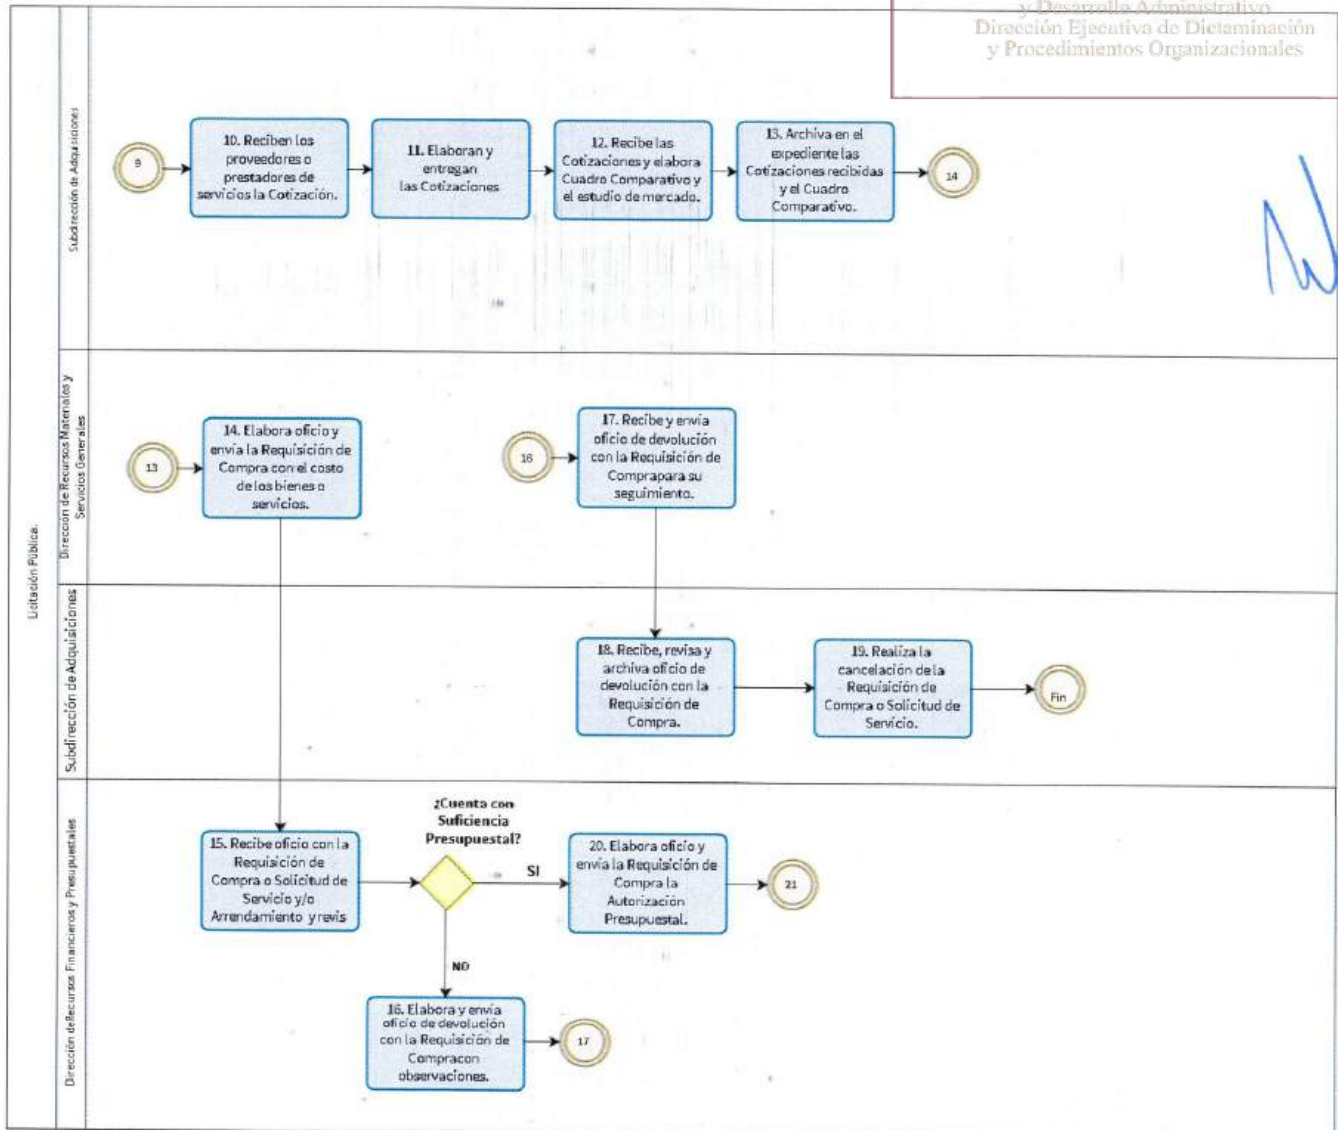 y Desarrollo Administrativo
Dirección Ejecutiva de Dictaminación
y Procedimientos Organizacionales
Licitación Pública.
Subdirección de Adquisiciones
9
10. Reciben los
proveedores o
prestadores de
servicios la Cotización.
11. Elaboran y
entregan
las Cotizaciones
12. Recibe las
Cotizaciones y elabora
Cuadro Comparativo y
el estudio de mercado.
13. Archiva en el
expediente las
Cotizaciones recibidas
y el Cuadro
Comparativo.
14
Dirección de Recursos Materiales y
Servicios Generales
13
14. Elabora oficio y
envía la Requisición de
Compra con el costo
de los bienes o
servicios.
16
17. Recibe y envía
oficio de devolución
con la Requisición de
Comprapara su
seguimiento.
Subdirección de Adquisiciones
18. Recibe, revisa y
archiva oficio de
devolución con la
Requisición de
Compra.
19. Realiza la
cancelación de la
Requisición de
Compra o Solicitud de
Servicio.
Fin
Dirección deRecursos Financieros y Presupuestales
15. Recibe oficio con la
Requisición de
Compra o Solicitud de
Servicio y/o
Arrendamiento y revis
¿Cuenta con
Suficiencia
Presupuestal?
SI
20. Elabora oficio y
envía la Requisición de
Compra la
Autorización
Presupuestal.
21
NO
16. Elabora y envía
oficio de devolución
con la Requisición de
Compracon
observaciones.
17